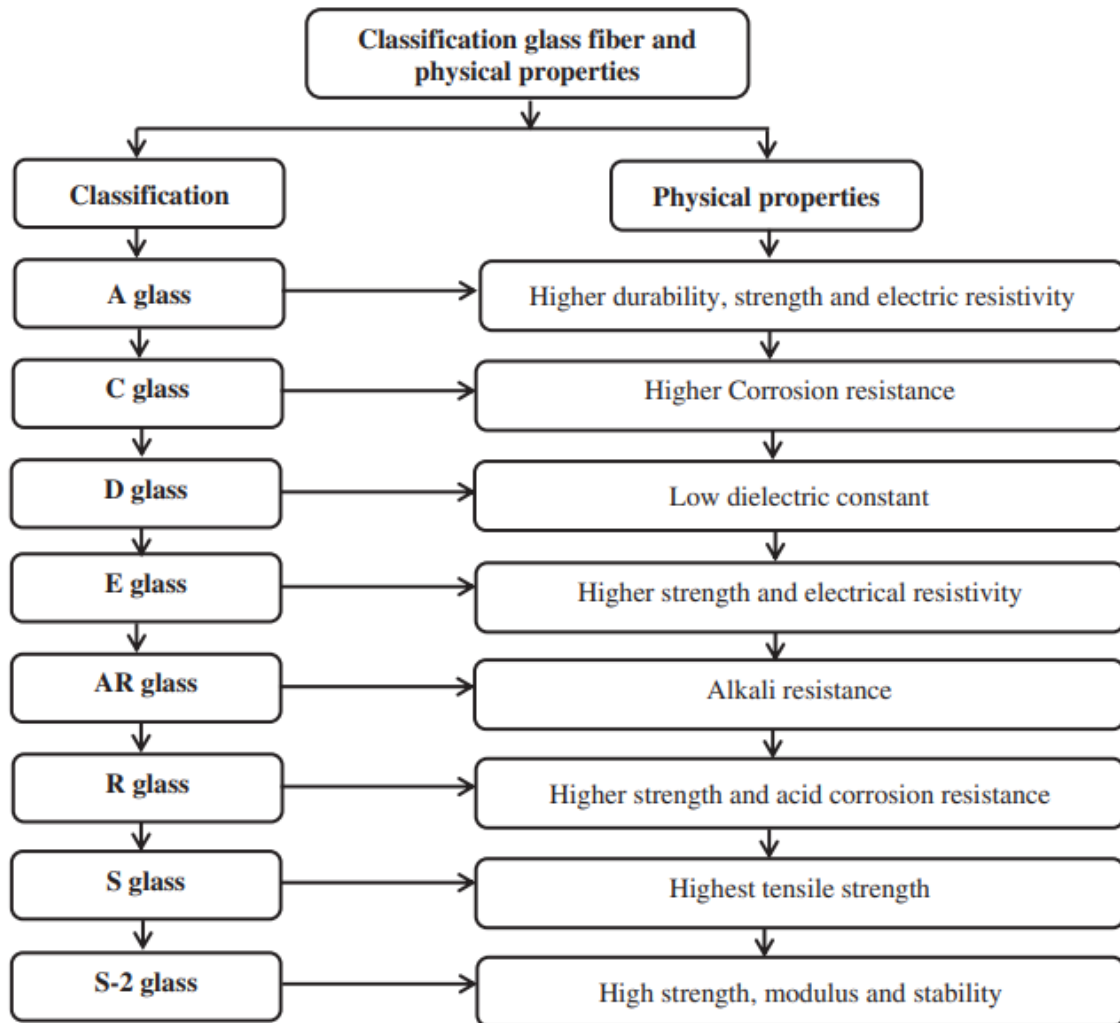 Classification glass fiber and
physical properties
Classification
Physical properties
A glass
Higher durability, strength and electric resistivity
C glass
Higher Corrosion resistance
D glass
Low dielectric constant
E glass
Higher strength and electrical resistivity
AR glass
Alkali resistance
R glass
Higher strength and acid corrosion resistance
S glass
Highest tensile strength
S-2 glass
High strength, modulus and stability